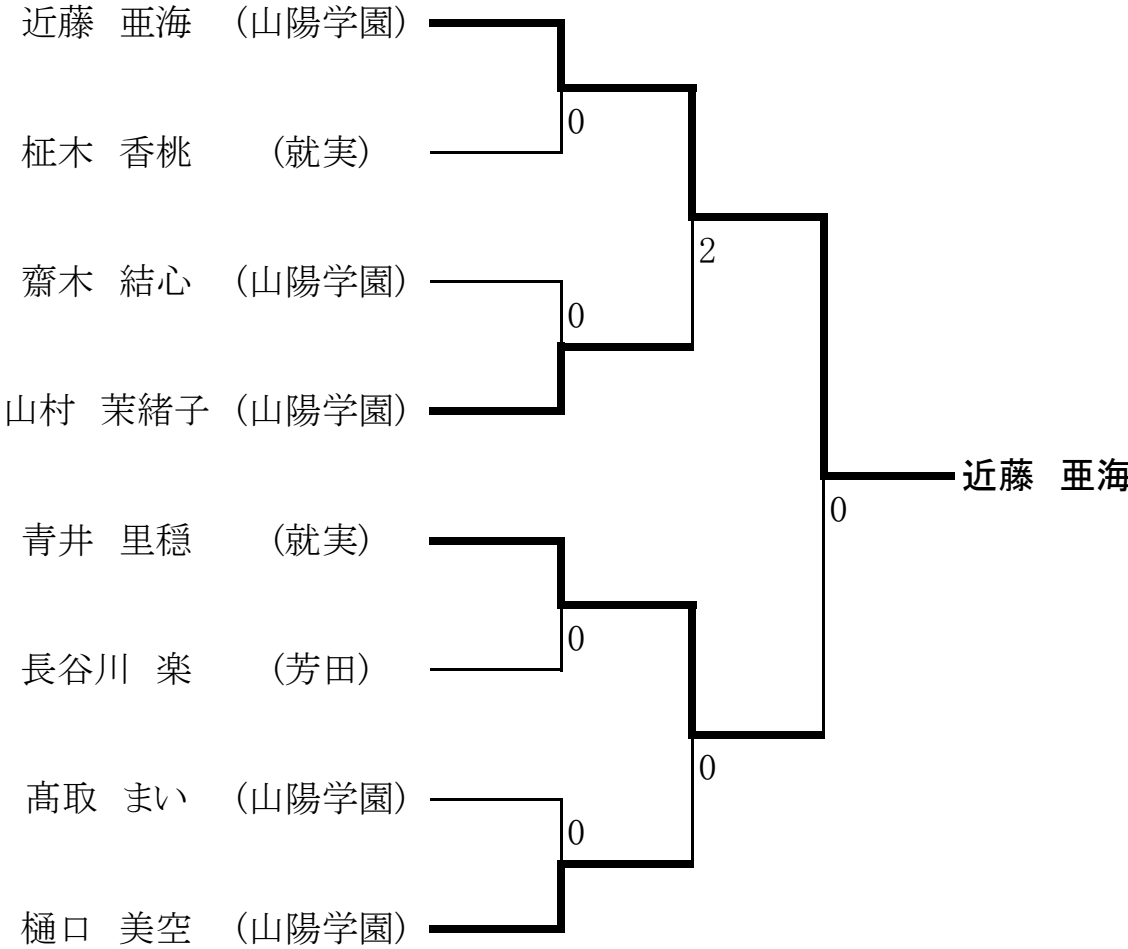 近藤 亜海 (山陽学園)
0
柾木 香桃 (就実)
2
齋木 結心 (山陽学園)
0
山村 茉緒子 (山陽学園)
近藤 亜海
0
青井 里穏 (就実)
0
長谷川 楽 (芳田)
0
髙取 まい (山陽学園)
0
樋口 美空 (山陽学園)